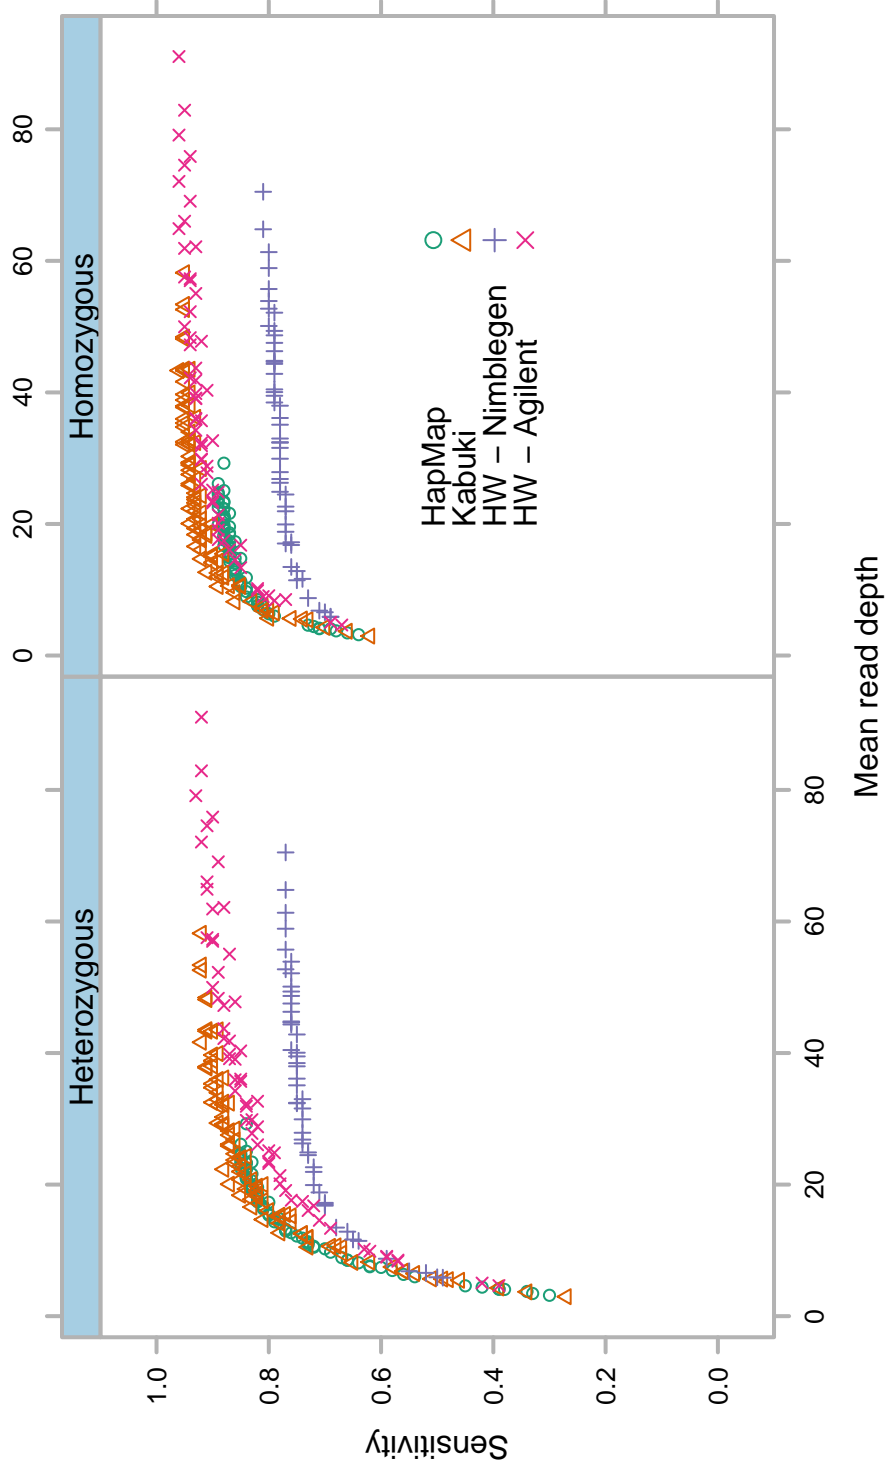 0 20 40 60 80
Heterozygous
Homozygous
1.0
0.8
0.6
0.4
0.2
0.0
Sensitivity
HapMap
Kabuki
HW − Nimblegen
HW − Agilent
0 20 40 60 80
Mean read depth